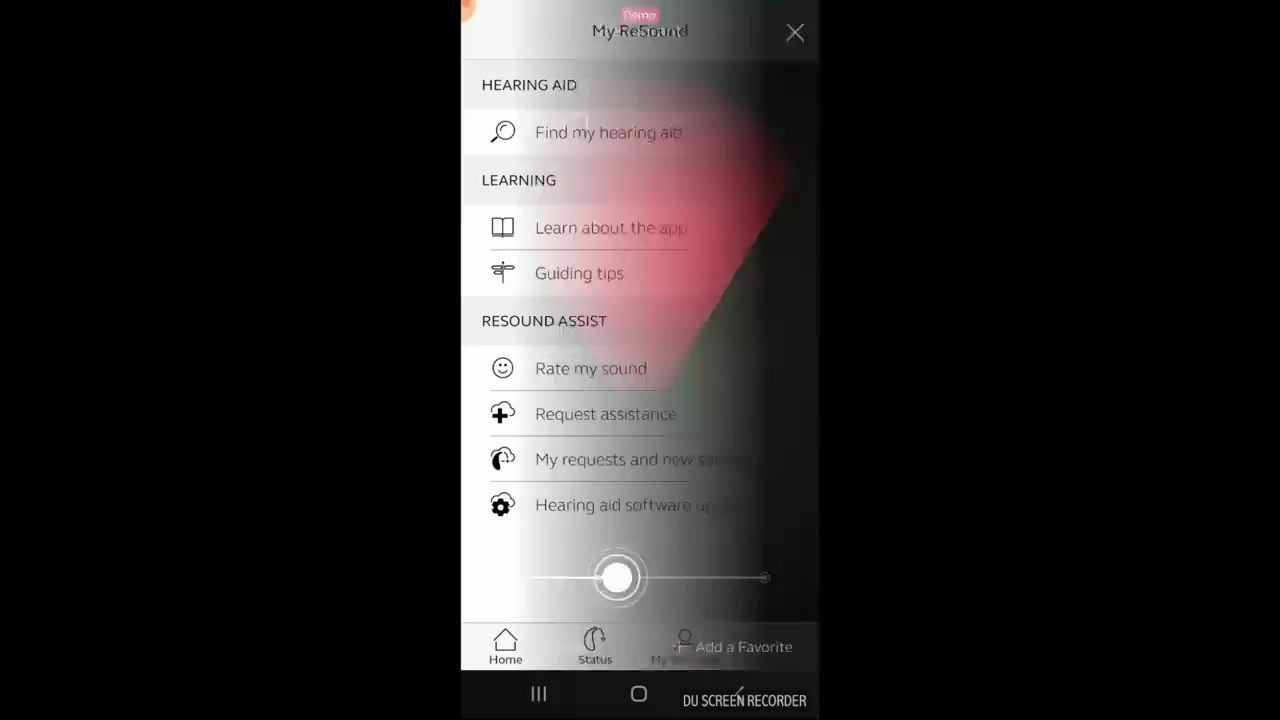 Demo
My ReSound
HEARING AID
Find my hearing aid
LEARNING
Learn about the app
Guiding tips
RESOUND ASSIST
Rate my sound
Request assistance
My requests and new
Hearing aid software
Add a Favorite
Home
Status
My
DU SCREEN RECORDER